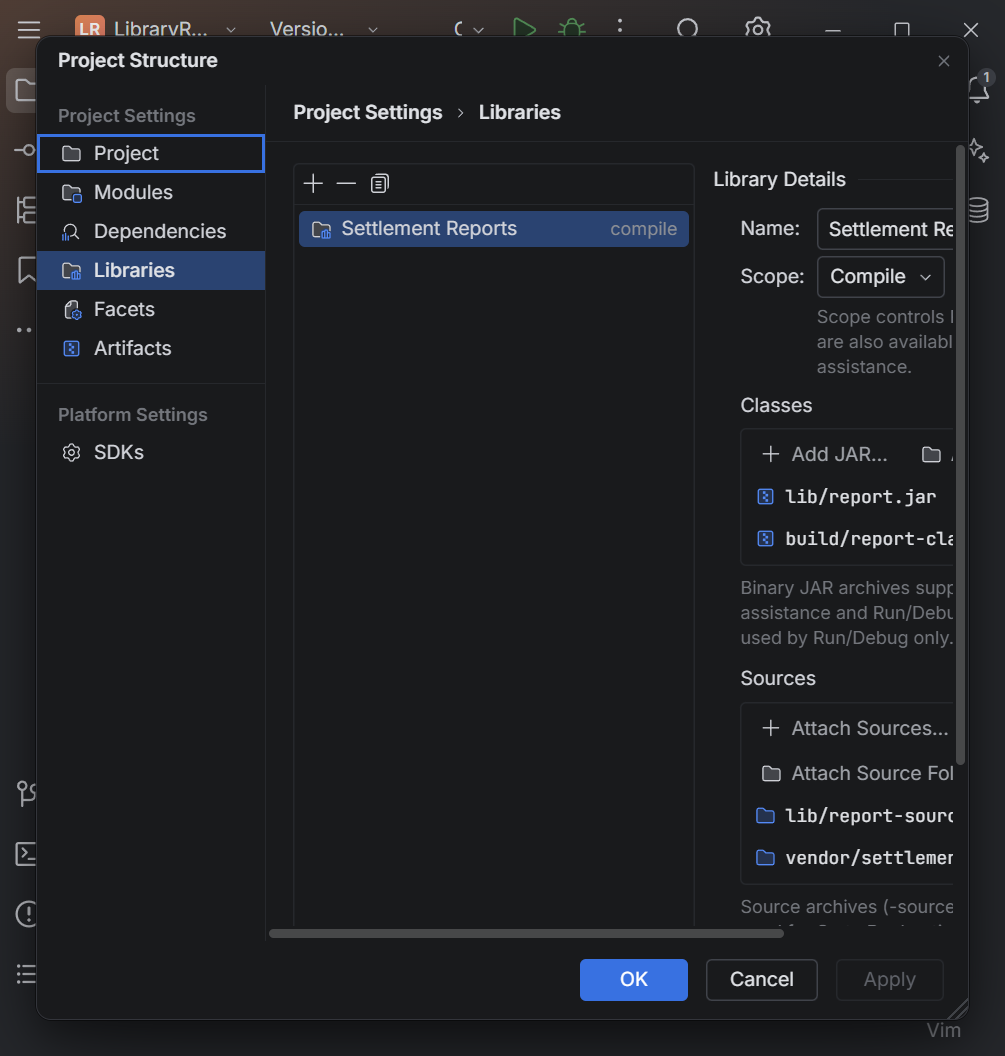 LR LibraryR... Versio...
1
Project Structure
Project Settings
Project
Modules
Dependencies
Libraries
Facets
Artifacts
Platform Settings
SDKs
Project Settings › Libraries
Settlement Reports compile
Library Details
Name: Settlement Re
Scope: Compile
Scope controls
are also availabl
assistance.
Classes
Add JAR...
lib/report.jar
build/report-cla
Binary JAR archives supp
assistance and Run/Debu
used by Run/Debug only.
Sources
Attach Sources...
Attach Source Fol
lib/report-sourc
vendor/settlemen
Source archives (-source
OK Cancel Apply
Vim